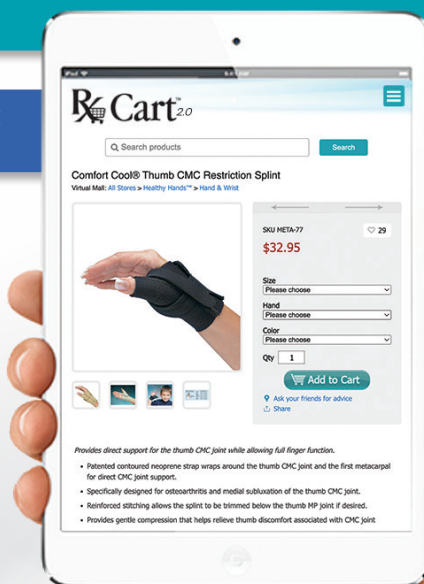 iPad
Rx Cart™ 2.0
Search products
Search
Comfort Cool® Thumb CMC Restriction Splint
Virtual Mall: All Stores > Healthy Hands™ > Hand & Wrist
SKU META-77
29
$32.95
Size
Please choose
Hand
Please choose
Color
Please choose
Qty 1
Add to Cart
Ask your friends for advice
Share
Provides direct support for the thumb CMC joint while allowing full finger function.
• Patented contoured neoprene strap wraps around the thumb CMC joint and the first metacarpal
for direct CMC joint support.
• Specifically designed for osteoarthritis and medial subluxation of the thumb CMC joint.
• Reinforced stitching allows the splint to be trimmed below the thumb MP joint if desired.
• Provides gentle compression that helps relieve thumb discomfort associated with CMC joint